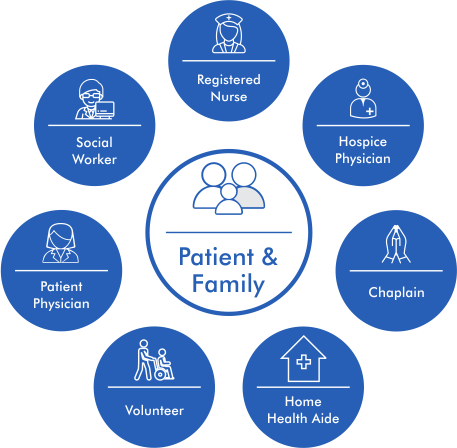 Registered
Nurse
Social
Worker
Hospice
Physician
Patient &
Family
Patient
Physician
Chaplain
Volunteer
Home
Health Aide